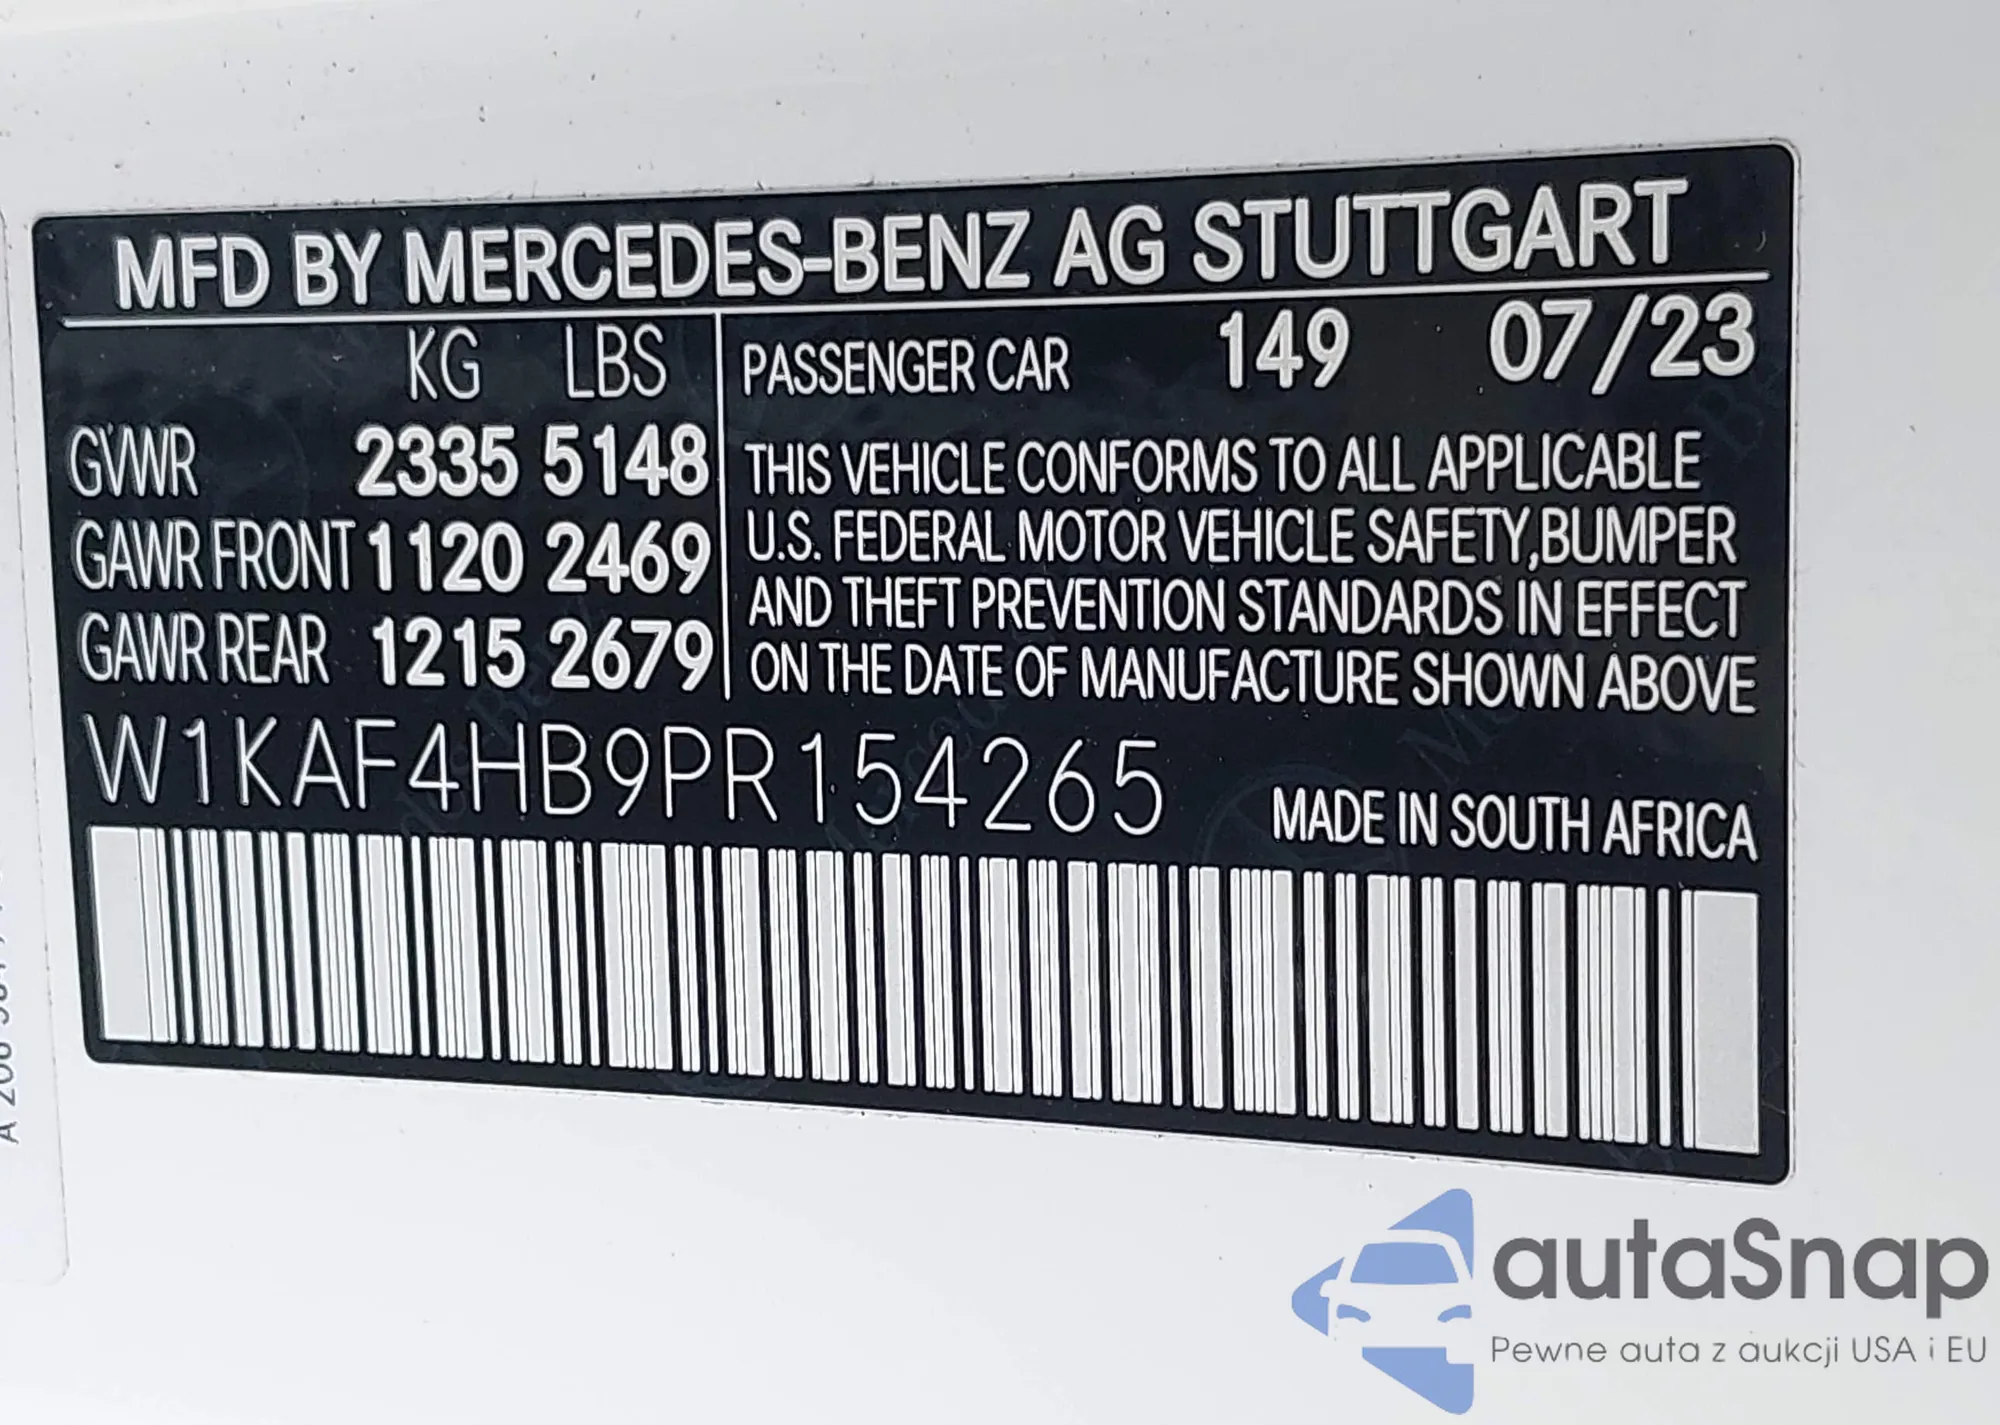 MFD BY MERCEDES-BENZ AG STUTTGART
KG LBS
GVWR 2335 5148
GAWR FRONT 1120 2469
GAWR REAR 1215 2679
PASSENGER CAR 149 07/23
THIS VEHICLE CONFORMS TO ALL APPLICABLE
U.S. FEDERAL MOTOR VEHICLE SAFETY,BUMPER
AND THEFT PREVENTION STANDARDS IN EFFECT
ON THE DATE OF MANUFACTURE SHOWN ABOVE
W1KAF4HB9PR154265
MADE IN SOUTH AFRICA
autaSnap
Pewne auta z aukcji USA i EU